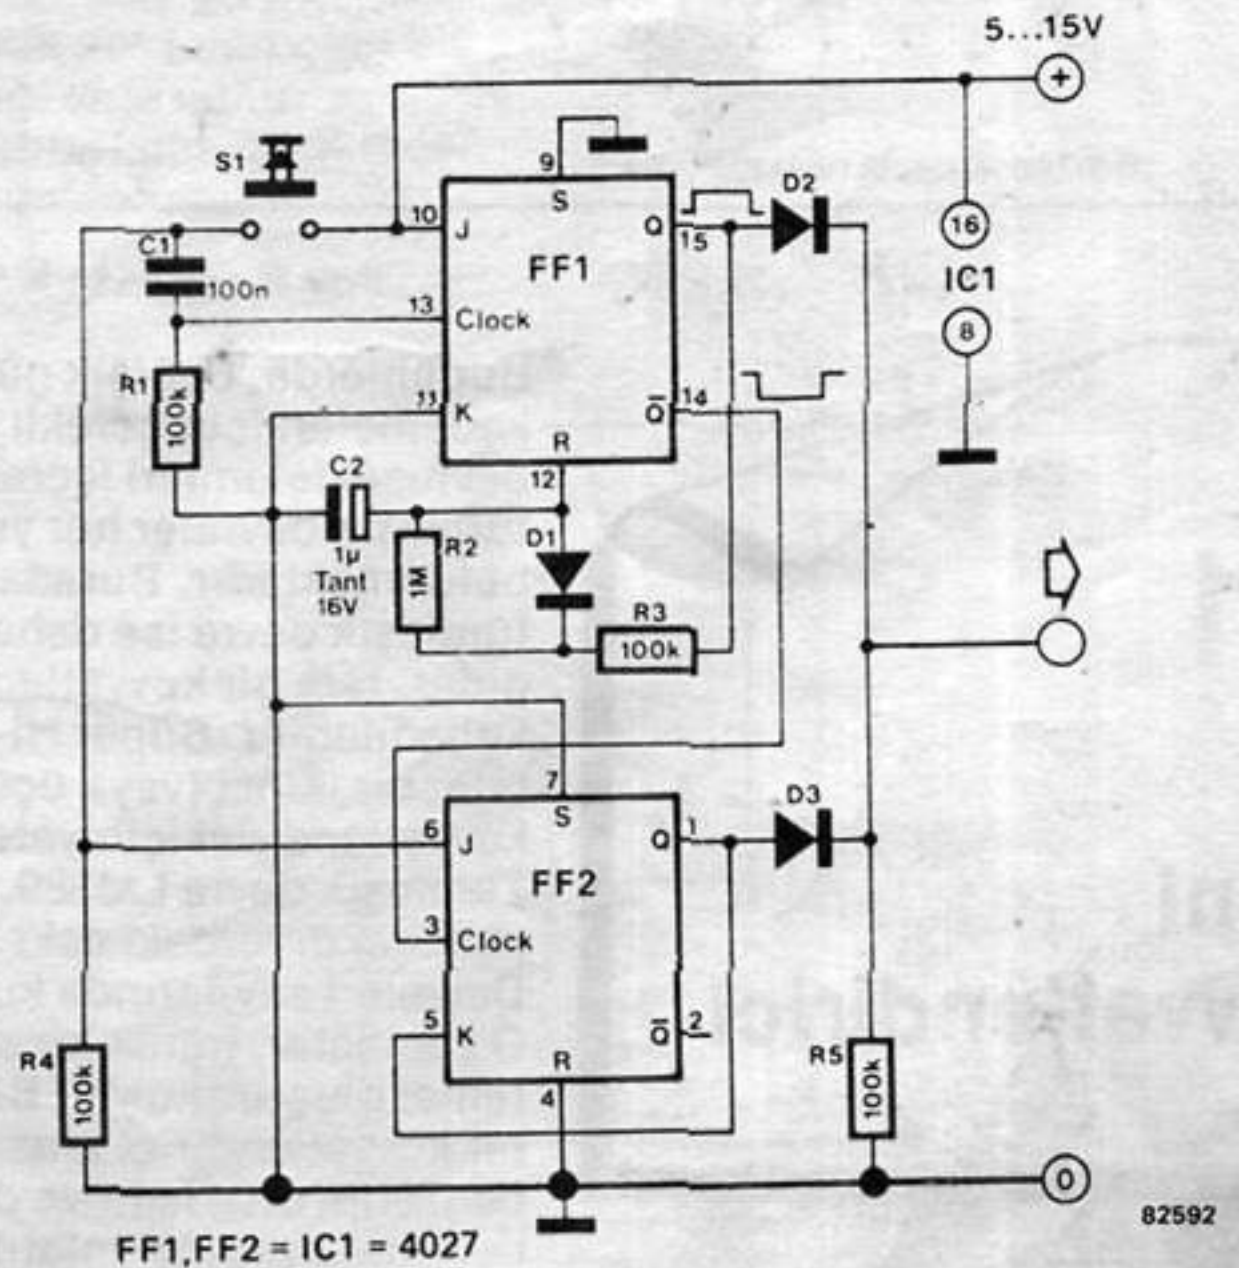 5...15V
+
S1
9
S
10
J
Q
15
D2
16
C1
100n
FF1
IC1
13
Clock
8
R1
100k
11
K
Q̅
14
R
12
C2
1µ
Tant
16V
R2
1M
D1
R3
100k
7
S
6
J
Q
1
D3
FF2
3
Clock
5
K
Q̅
2
R
4
R4
100k
R5
100k
0
82592
FF1,FF2 = IC1 = 4027